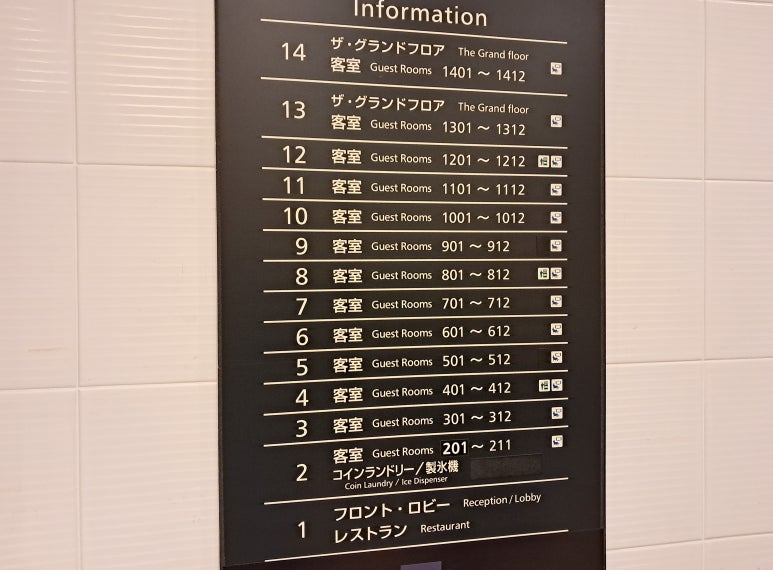 Information
14 ザ・グランドフロア The Grand floor
客室 Guest Rooms 1401 ～ 1412
13 ザ・グランドフロア The Grand floor
客室 Guest Rooms 1301 ～ 1312
12 客室 Guest Rooms 1201 ～ 1212
11 客室 Guest Rooms 1101 ～ 1112
10 客室 Guest Rooms 1001 ～ 1012
9 客室 Guest Rooms 901 ～ 912
8 客室 Guest Rooms 801 ～ 812
7 客室 Guest Rooms 701 ～ 712
6 客室 Guest Rooms 601 ～ 612
5 客室 Guest Rooms 501 ～ 512
4 客室 Guest Rooms 401 ～ 412
3 客室 Guest Rooms 301 ～ 312
2 客室 Guest Rooms 201 ～ 211
コインランドリー／製氷機
Coin Laundry / Ice Dispenser
1 フロント・ロビー Reception / Lobby
レストラン Restaurant